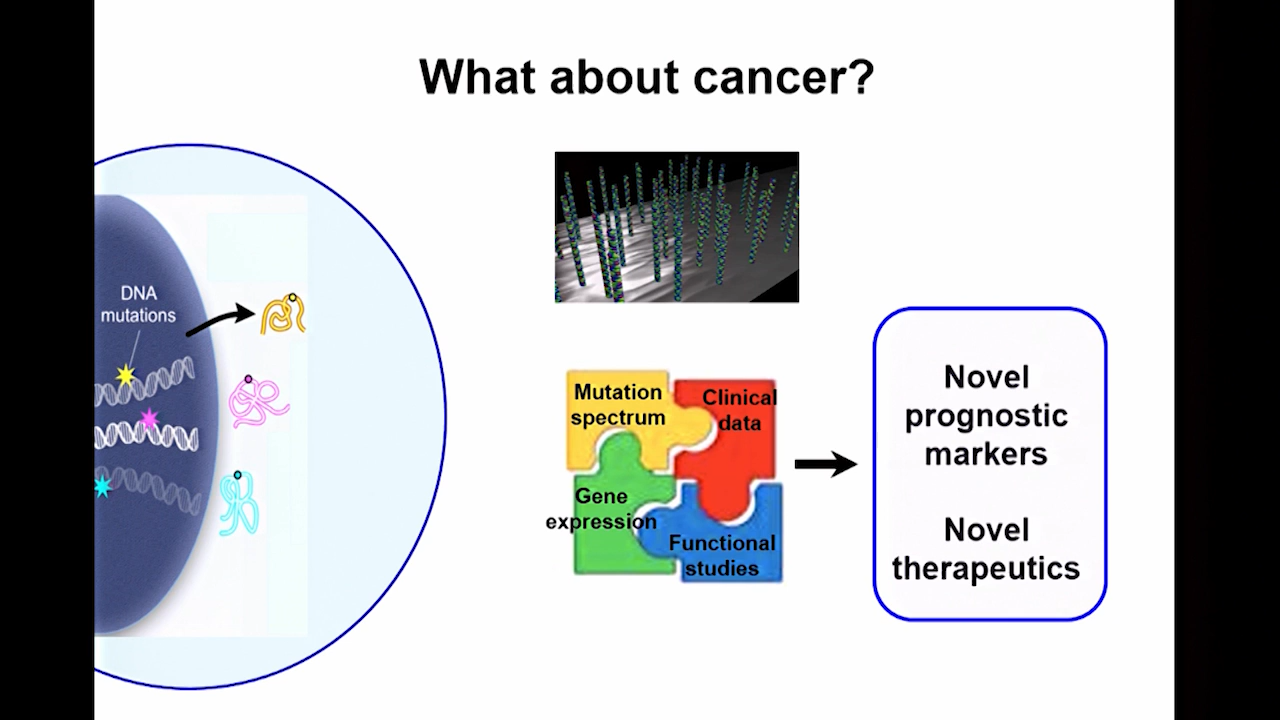 What about cancer?
DNA
mutations
Mutation
spectrum
Clinical
data
Gene
expression
Functional
studies
Novel
prognostic
markers
Novel
therapeutics